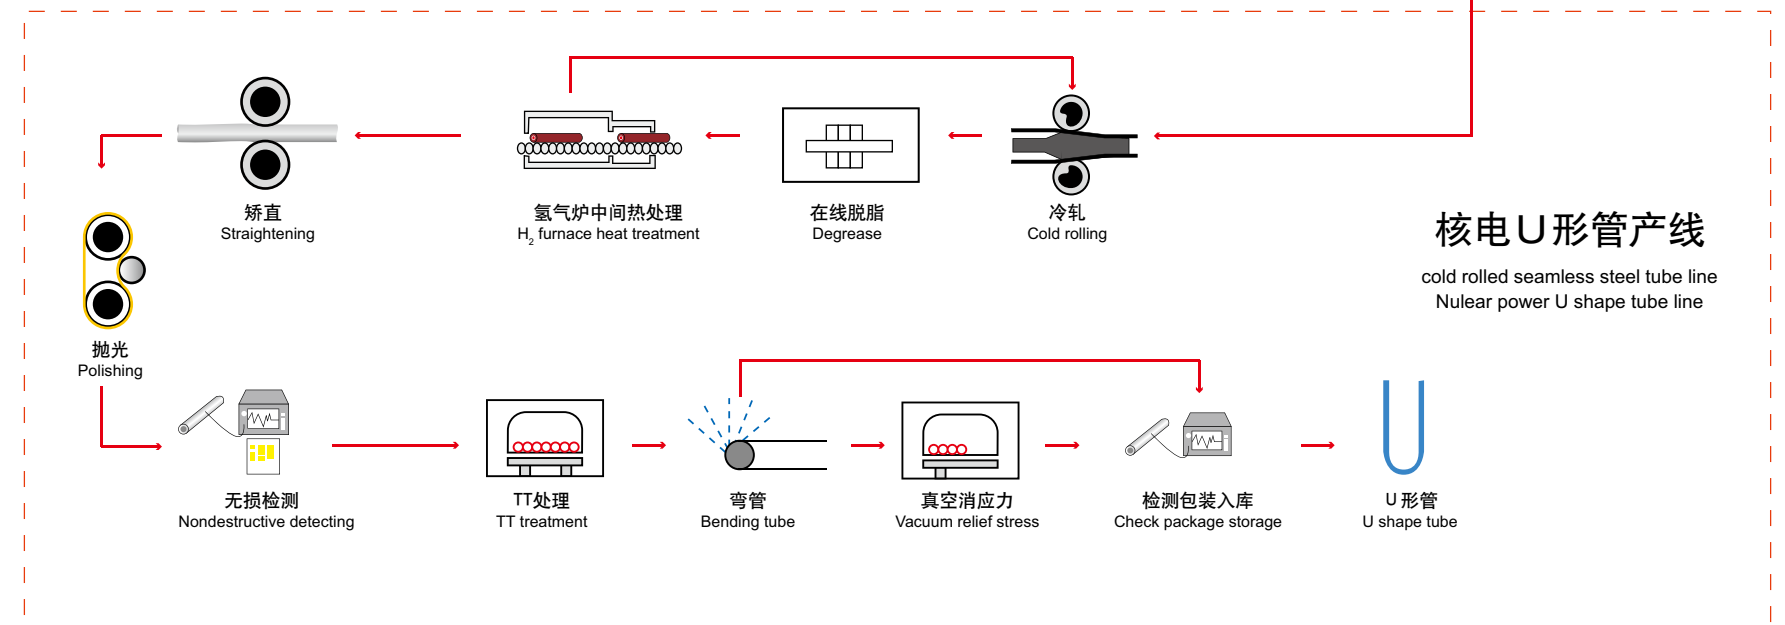 矫直
Straightening
氢气炉中间热处理
H₂ furnace heat treatment
在线脱脂
Degrease
冷轧
Cold rolling
核电U形管产线
cold rolled seamless steel tube line
Nulear power U shape tube line
抛光
Polishing
无损检测
Nondestructive detecting
TT处理
TT treatment
弯管
Bending tube
真空消应力
Vacuum relief stress
检测包装入库
Check package storage
U形管
U shape tube